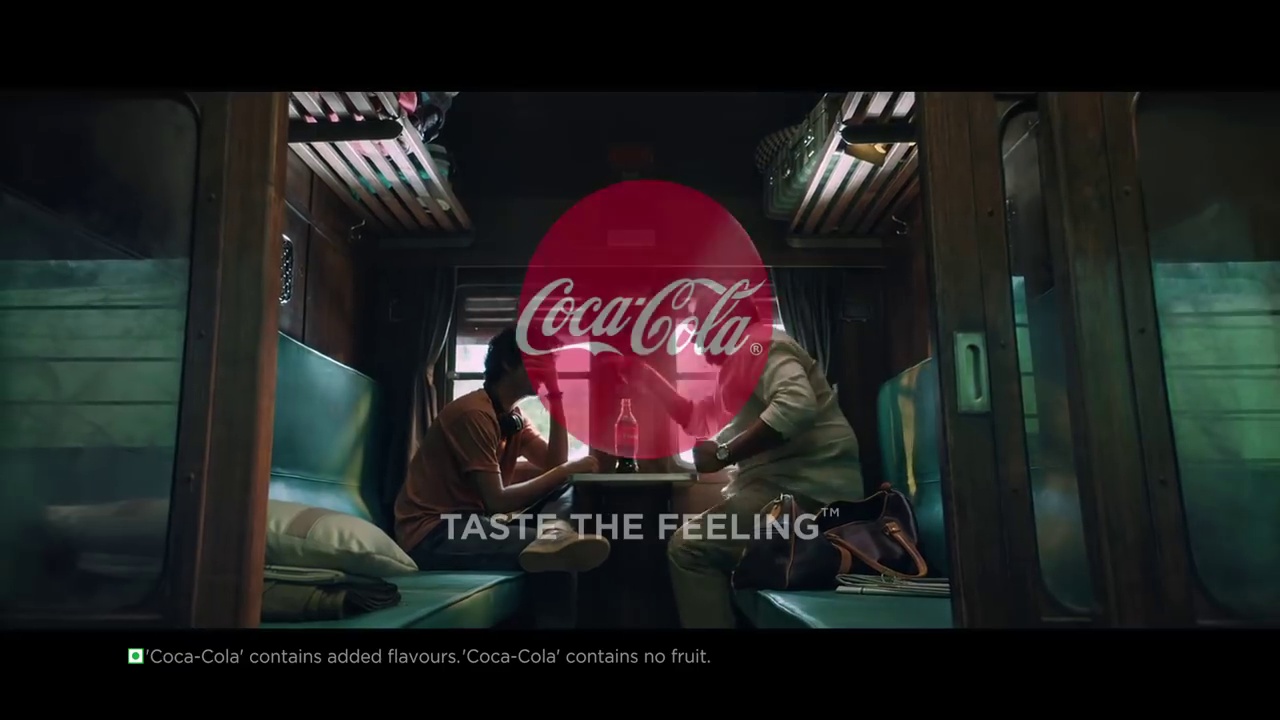 Coca-Cola®
TASTE THE FEELING™
'Coca-Cola' contains added flavours.'Coca-Cola' contains no fruit.